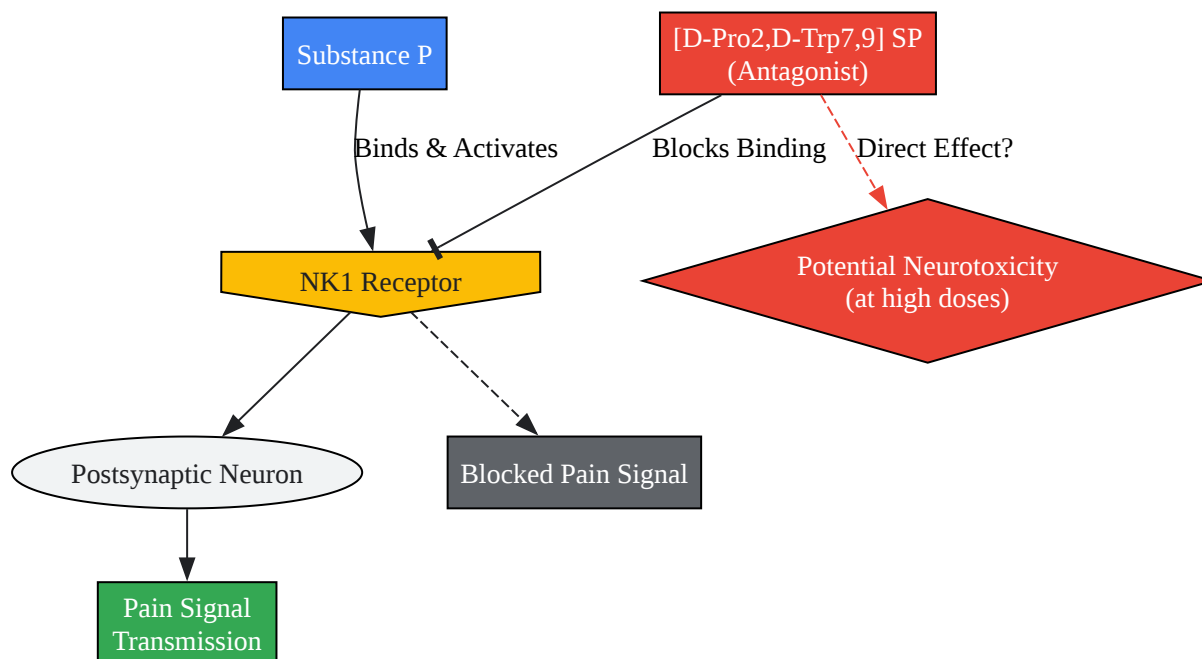 Substance P
[D-Pro2,D-Trp7,9] SP
(Antagonist)
Binds & Activates
Blocks Binding
Direct Effect?
NK1 Receptor
Potential Neurotoxicity
(at high doses)
Postsynaptic Neuron
Blocked Pain Signal
Pain Signal
Transmission